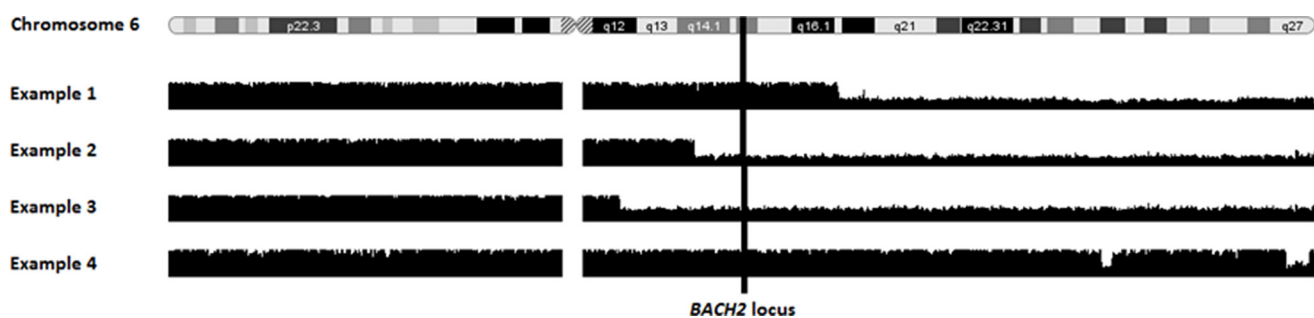 Chromosome 6 p22.3 q12 q13 q14.1 q16.1 q21 q22.31 q27
Example 1
Example 2
Example 3
Example 4
BACH2 locus